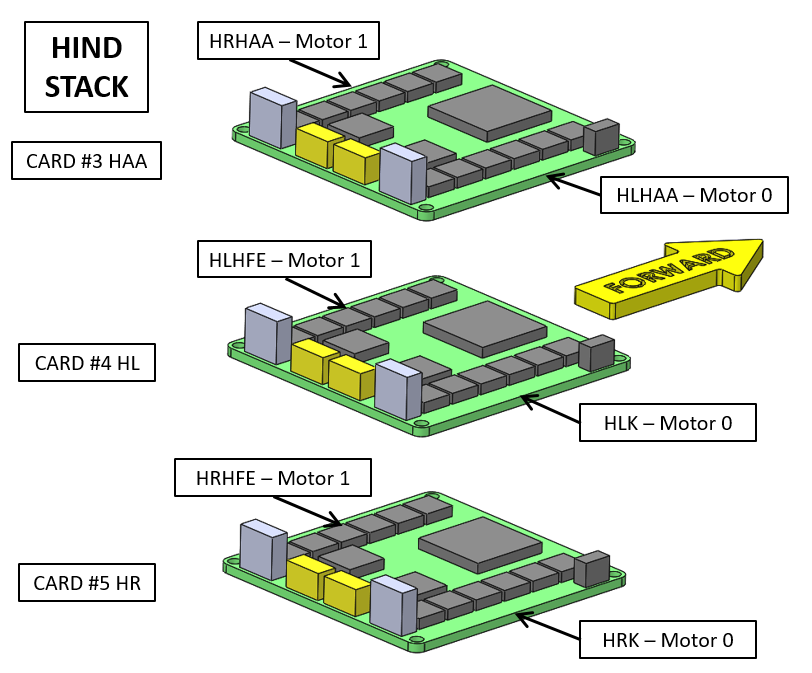 HIND
STACK
HRHAA – Motor 1
CARD #3 HAA
HLHAA – Motor 0
FORWARD
HLHFE – Motor 1
CARD #4 HL
HLK – Motor 0
HRHFE – Motor 1
CARD #5 HR
HRK – Motor 0